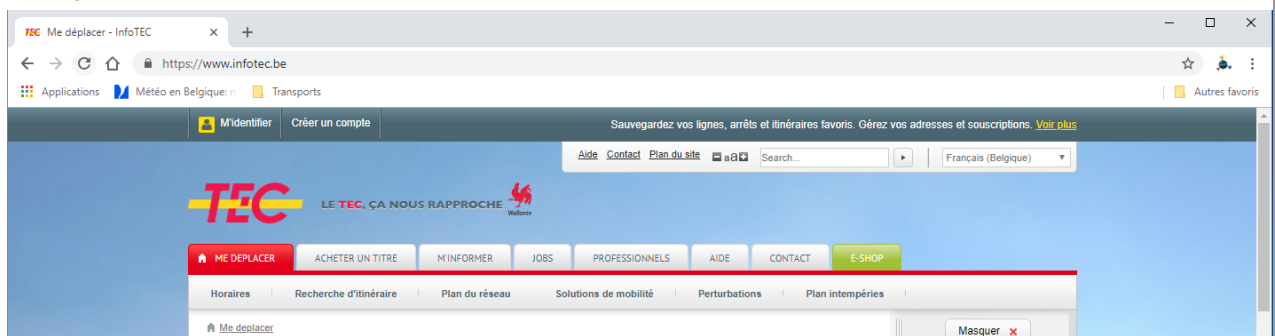 TEC Me déplacer - InfoTEC
https://www.infotec.be
Applications Météo en Belgique: Transports Autres favoris
M'identifier Créer un compte Sauvegardez vos lignes, arrêts et itinéraires favoris. Gérez vos adresses et souscriptions. Voir plus
Aide Contact Plan du site aa Search... Français (Belgique)
TEC LE TEC, ÇA NOUS RAPPROCHE Wallonie
ME DEPLACER ACHETER UN TITRE M'INFORMER JOBS PROFESSIONNELS AIDE CONTACT E-SHOP
Horaires Recherche d'itinéraire Plan du réseau Solutions de mobilité Perturbations Plan intempéries
Me deplacer Masquer